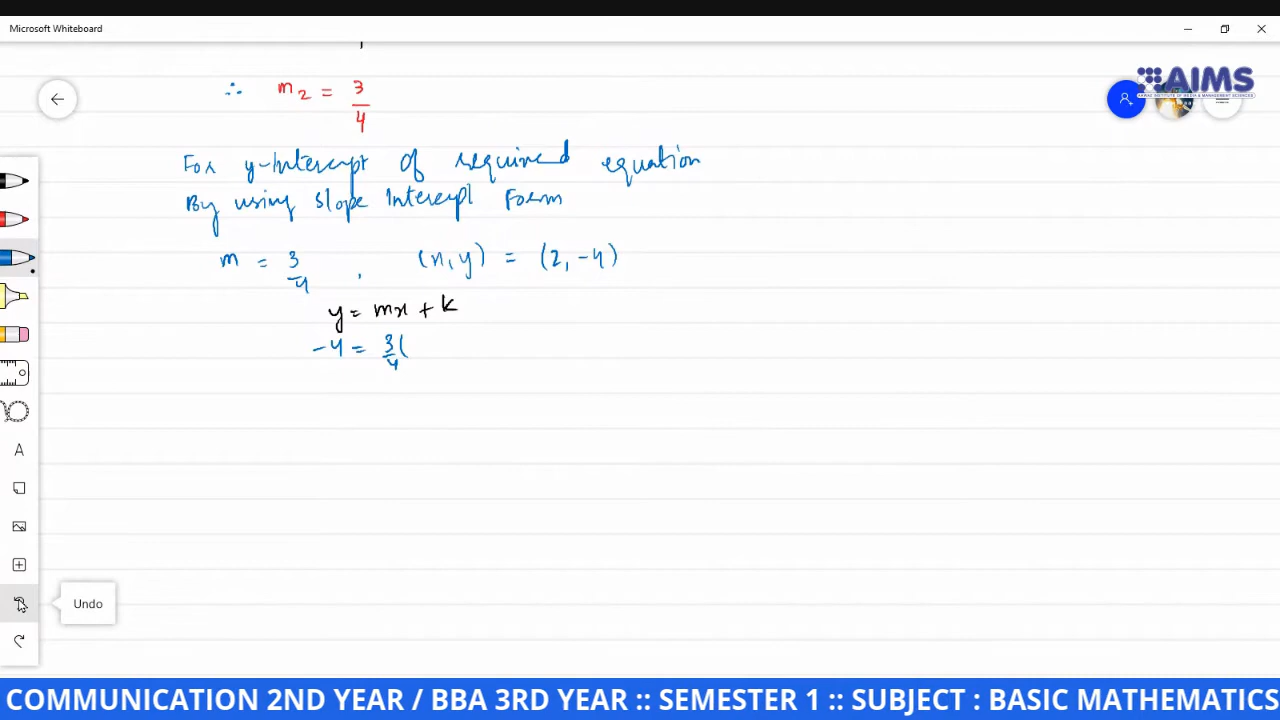 Microsoft Whiteboard
AIMS
∴ m2 = 3/4
For y-Intercept of required equation
By using Slope Intercept Form
m = 3/4 , (x,y) = (2, -4)
y = mx + k
-4 = 3/4 (
A
Undo
COMMUNICATION 2ND YEAR / BBA 3RD YEAR :: SEMESTER 1 :: SUBJECT : BASIC MATHEMATICS